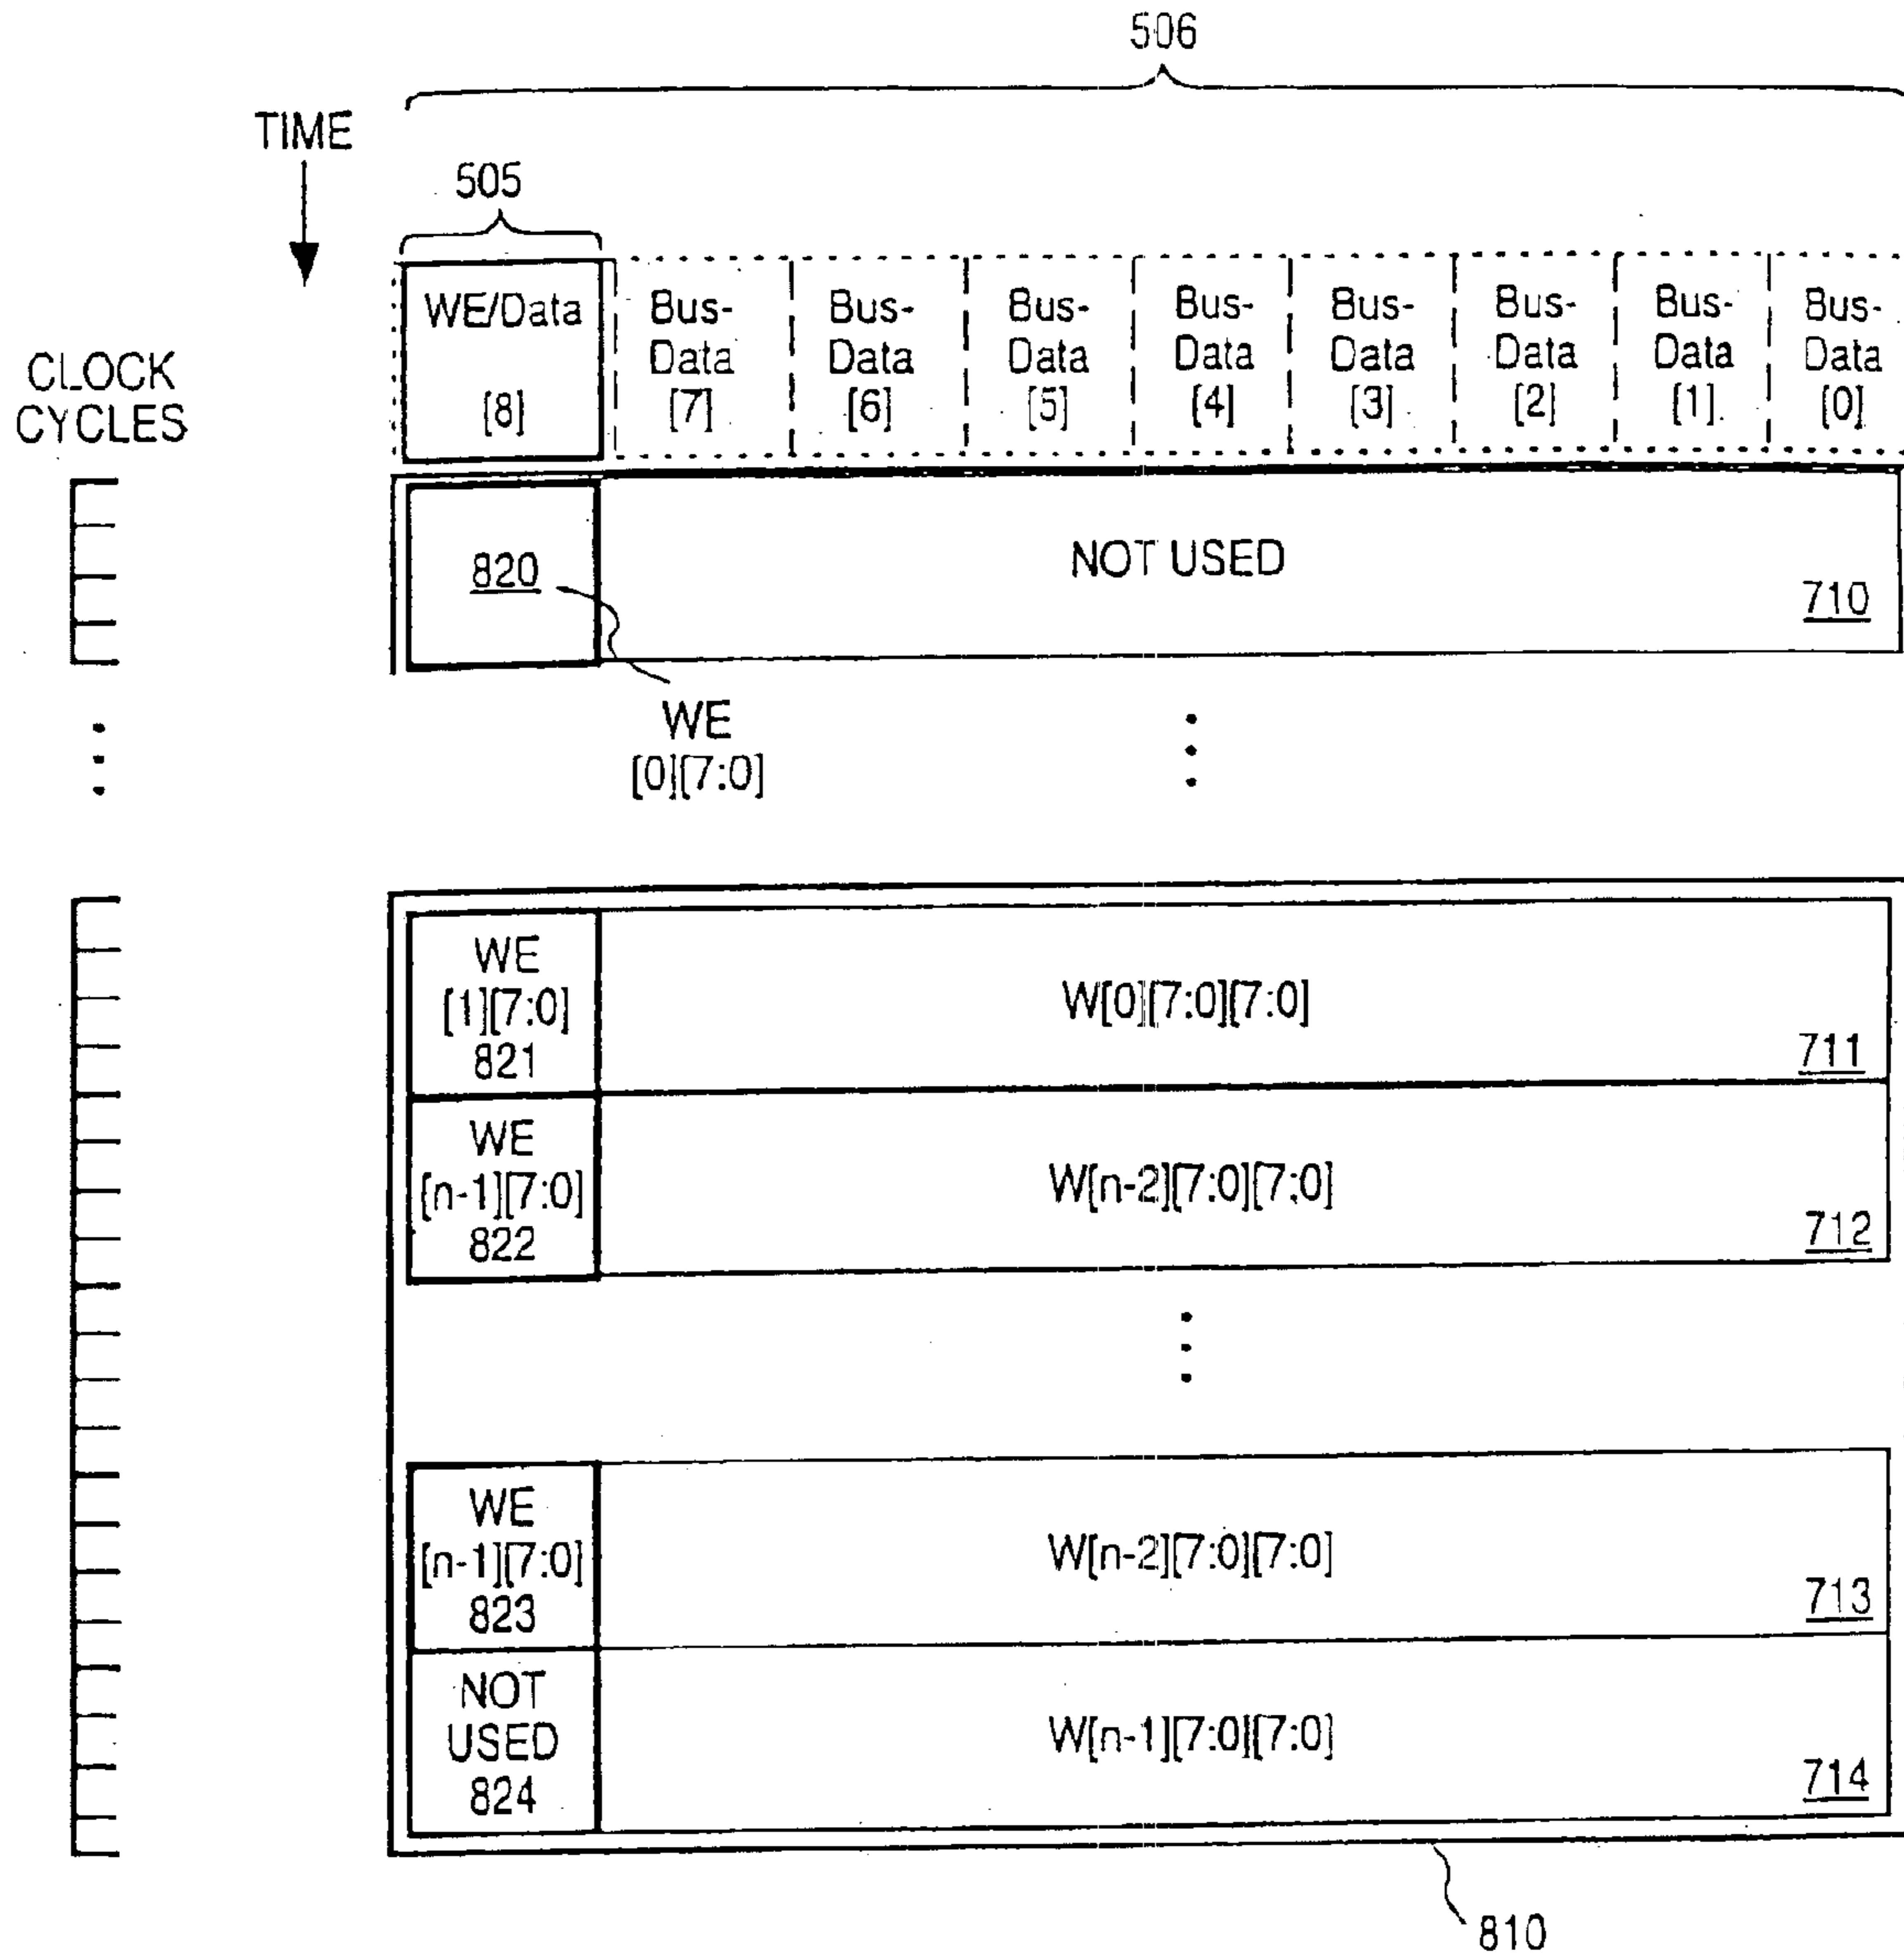 506
TIME
505
CLOCK
CYCLES
WE/Data
[8]
Bus-
Data
[7]
Bus-
Data
[6]
Bus-
Data
[5]
Bus-
Data
[4]
Bus-
Data
[3]
Bus-
Data
[2]
Bus-
Data
[1]
Bus-
Data
[0]
820
NOT USED
710
WE
[0][7:0]
WE
[1][7:0]
821
W[0][7:0][7:0]
711
WE
[n-1][7:0]
822
W[n-2][7:0][7:0]
712
WE
[n-1][7:0]
823
W[n-2][7:0][7:0]
713
NOT
USED
824
W[n-1][7:0][7:0]
714
810